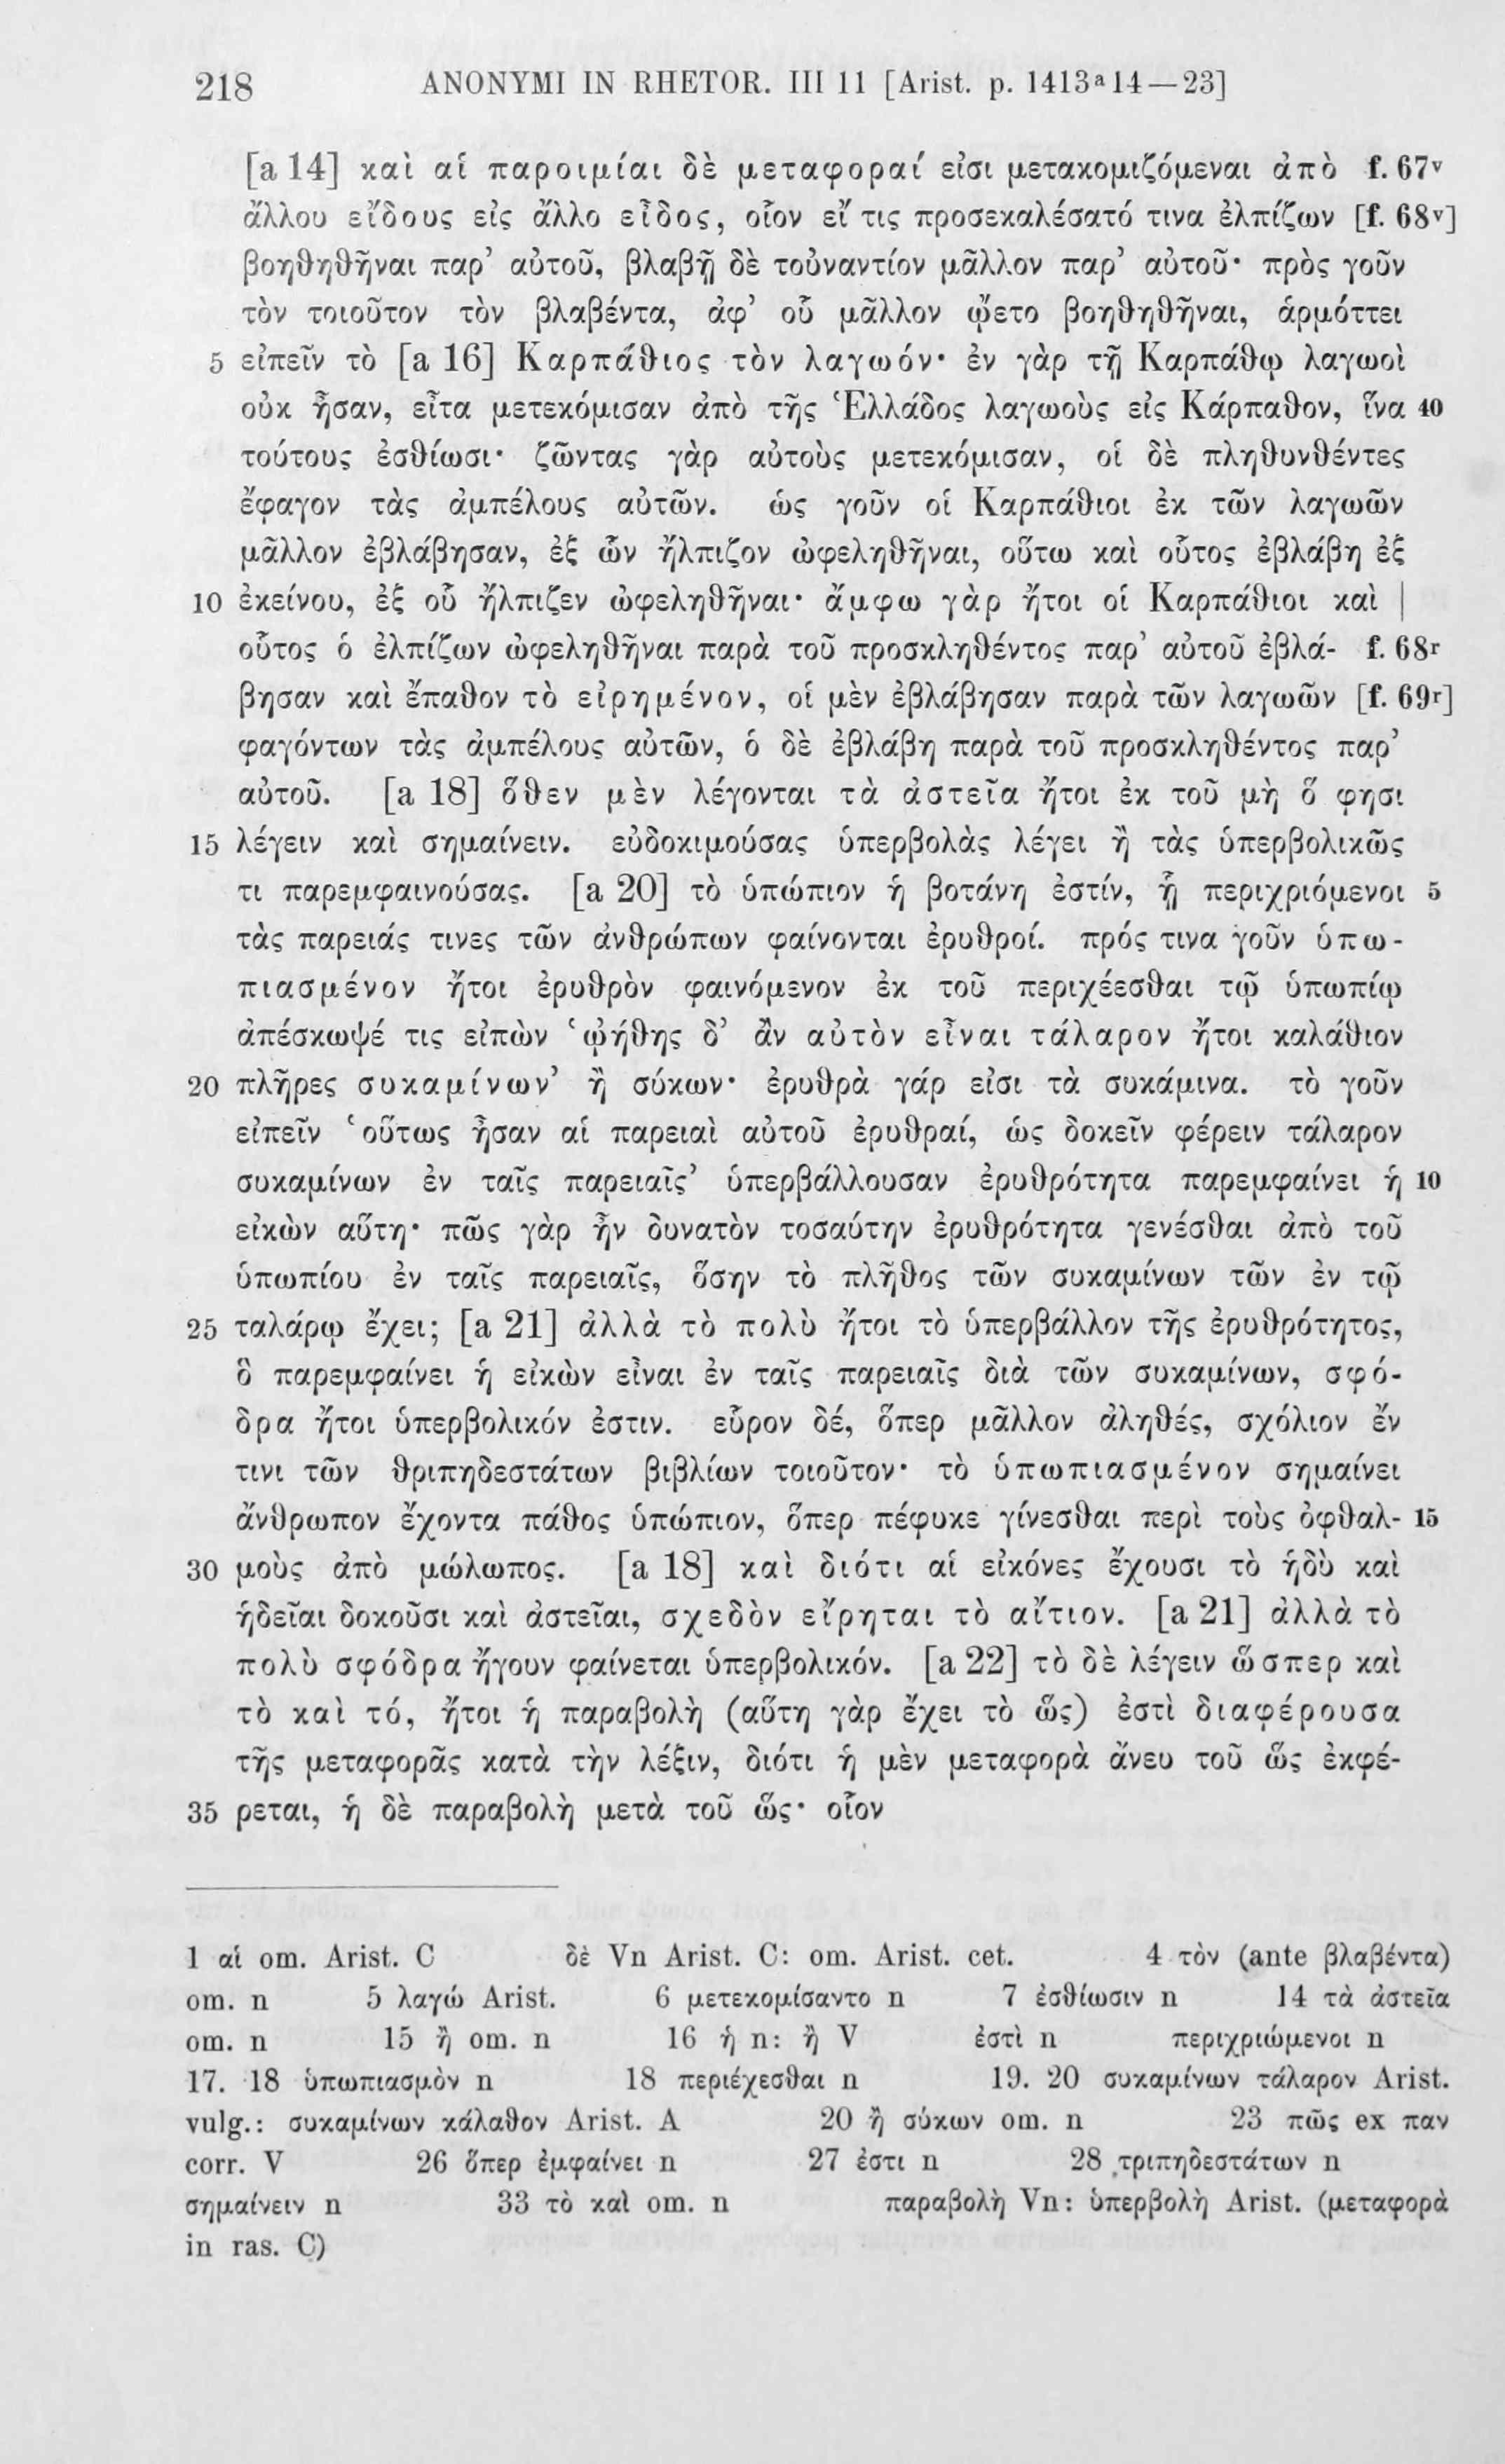 218 ANONYMI IN RHETOR. III 11 [Arist. p. 1413ᵃ14—23]
[a 14] καὶ αἱ παροιμίαι δὲ μεταφοραί εἰσι μετακομιζόμεναι ἀπὸ f. 67ᵛ
ἄλλου εἴδους εἰς ἄλλο εἶδος, οἷον εἴ τις προσεκαλέσατό τινα ἐλπίζων [f. 68ᵛ]
βοηθηθῆναι παρ’ αὐτοῦ, βλαβῇ δὲ τοὐναντίον μᾶλλον παρ’ αὐτοῦ· πρὸς γοῦν
τὸν τοιοῦτον τὸν βλαβέντα, ἀφ’ οὗ μᾶλλον ᾤετο βοηθηθῆναι, ἁρμόττει
5 εἰπεῖν τὸ [a 16] Καρπάθιος τὸν λαγωόν· ἐν γὰρ τῇ Καρπάθῳ λαγωοὶ
οὐκ ἦσαν, εἶτα μετεκόμισαν ἀπὸ τῆς Ἑλλάδος λαγωοὺς εἰς Κάρπαθον, ἵνα 40
τούτους ἐσθίωσι· ζῶντας γὰρ αὐτοὺς μετεκόμισαν, οἱ δὲ πληθυνθέντες
ἔφαγον τὰς ἀμπέλους αὐτῶν. ὡς γοῦν οἱ Καρπάθιοι ἐκ τῶν λαγωῶν
μᾶλλον ἐβλάβησαν, ἐξ ὧν ἤλπιζον ὠφεληθῆναι, οὕτω καὶ οὗτος ἐβλάβη ἐξ
10 ἐκείνου, ἐξ οὗ ἤλπιζεν ὠφεληθῆναι· ἄμφω γὰρ ἤτοι οἱ Καρπάθιοι καὶ |
οὗτος ὁ ἐλπίζων ὠφεληθῆναι παρὰ τοῦ προσκληθέντος παρ’ αὐτοῦ ἐβλά- f. 68ʳ
βησαν καὶ ἔπαθον τὸ εἰρημένον, οἱ μὲν ἐβλάβησαν παρὰ τῶν λαγωῶν [f. 69ʳ]
φαγόντων τὰς ἀμπέλους αὐτῶν, ὁ δὲ ἐβλάβη παρὰ τοῦ προσκληθέντος παρ’
αὐτοῦ. [a 18] ὅθεν μὲν λέγονται τὰ ἀστεῖα ἤτοι ἐκ τοῦ μὴ ὅ φησι
15 λέγειν καὶ σημαίνειν. εὐδοκιμούσας ὑπερβολὰς λέγει ἢ τὰς ὑπερβολικῶς
τι παρεμφαινούσας. [a 20] τὸ ὑπώπιον ἡ βοτάνη ἐστίν, ᾗ περιχριόμενοι 5
τὰς παρειάς τινες τῶν ἀνθρώπων φαίνονται ἐρυθροί. πρός τινα γοῦν ὑπω-
πιασμένον ἤτοι ἐρυθρὸν φαινόμενον ἐκ τοῦ περιχέεσθαι τῷ ὑπωπίῳ
ἀπέσκωψέ τις εἰπὼν ‘ᾠήθης δ’ ἂν αὐτὸν εἶναι τάλαρον ἤτοι καλάθιον
20 πλῆρες συκαμίνων’ ἢ σύκων· ἐρυθρὰ γάρ εἰσι τὰ συκάμινα. τὸ γοῦν
εἰπεῖν ‘οὕτως ἦσαν αἱ παρειαὶ αὐτοῦ ἐρυθραί, ὡς δοκεῖν φέρειν τάλαρον
συκαμίνων ἐν ταῖς παρειαῖς’ ὑπερβάλλουσαν ἐρυθρότητα παρεμφαίνει ἡ 10
εἰκὼν αὕτη· πῶς γὰρ ἦν δυνατὸν τοσαύτην ἐρυθρότητα γενέσθαι ἀπὸ τοῦ
ὑπωπίου ἐν ταῖς παρειαῖς, ὅσην τὸ πλῆθος τῶν συκαμίνων τῶν ἐν τῷ
25 ταλάρῳ ἔχει; [a 21] ἀλλὰ τὸ πολὺ ἤτοι τὸ ὑπερβάλλον τῆς ἐρυθρότητος,
ὃ παρεμφαίνει ἡ εἰκὼν εἶναι ἐν ταῖς παρειαῖς διὰ τῶν συκαμίνων, σφό-
δρα ἤτοι ὑπερβολικόν ἐστιν. εὗρον δέ, ὅπερ μᾶλλον ἀληθές, σχόλιον ἔν
τινι τῶν θριπηδεστάτων βιβλίων τοιοῦτον· τὸ ὑπωπιασμένον σημαίνει
ἄνθρωπον ἔχοντα πάθος ὑπώπιον, ὅπερ πέφυκε γίνεσθαι περὶ τοὺς ὀφθαλ- 15
30 μοὺς ἀπὸ μώλωπος. [a 18] καὶ διότι αἱ εἰκόνες ἔχουσι τὸ ἡδὺ καὶ
ἡδεῖαι δοκοῦσι καὶ ἀστεῖαι, σχεδὸν εἴρηται τὸ αἴτιον. [a 21] ἀλλὰ τὸ
πολὺ σφόδρα ἤγουν φαίνεται ὑπερβολικόν. [a 22] τὸ δὲ λέγειν ὥσπερ καὶ
τὸ καὶ τό, ἤτοι ἡ παραβολὴ (αὕτη γὰρ ἔχει τὸ ὥς) ἐστὶ διαφέρουσα
τῆς μεταφορᾶς κατὰ τὴν λέξιν, διότι ἡ μὲν μεταφορὰ ἄνευ τοῦ ὥς ἐκφέ-
35 ρεται, ἡ δὲ παραβολὴ μετὰ τοῦ ὥς· οἷον
1 αἱ om. Arist. C δὲ Vn Arist. C: om. Arist. cet. 4 τὸν (ante βλαβέντα)
om. n 5 λαγώ Arist. 6 μετεκομίσαντο n 7 ἐσθίωσιν n 14 τὰ ἀστεῖα
om. n 15 ἢ om. n 16 ἡ n: ἢ V ἐστὶ n περιχριώμενοι n
17. 18 ὑπωπιασμὸν n 18 περιέχεσθαι n 19. 20 συκαμίνων τάλαρον Arist.
vulg.: συκαμίνων κάλαθον Arist. A 20 ἢ σύκων om. n 23 πῶς ex παν
corr. V 26 ὅπερ ἐμφαίνει n 27 ἐστι n 28 τριπηδεστάτων n
σημαίνειν n 33 τὸ καὶ om. n παραβολὴ Vn: ὑπερβολὴ Arist. (μεταφορὰ
in ras. C)